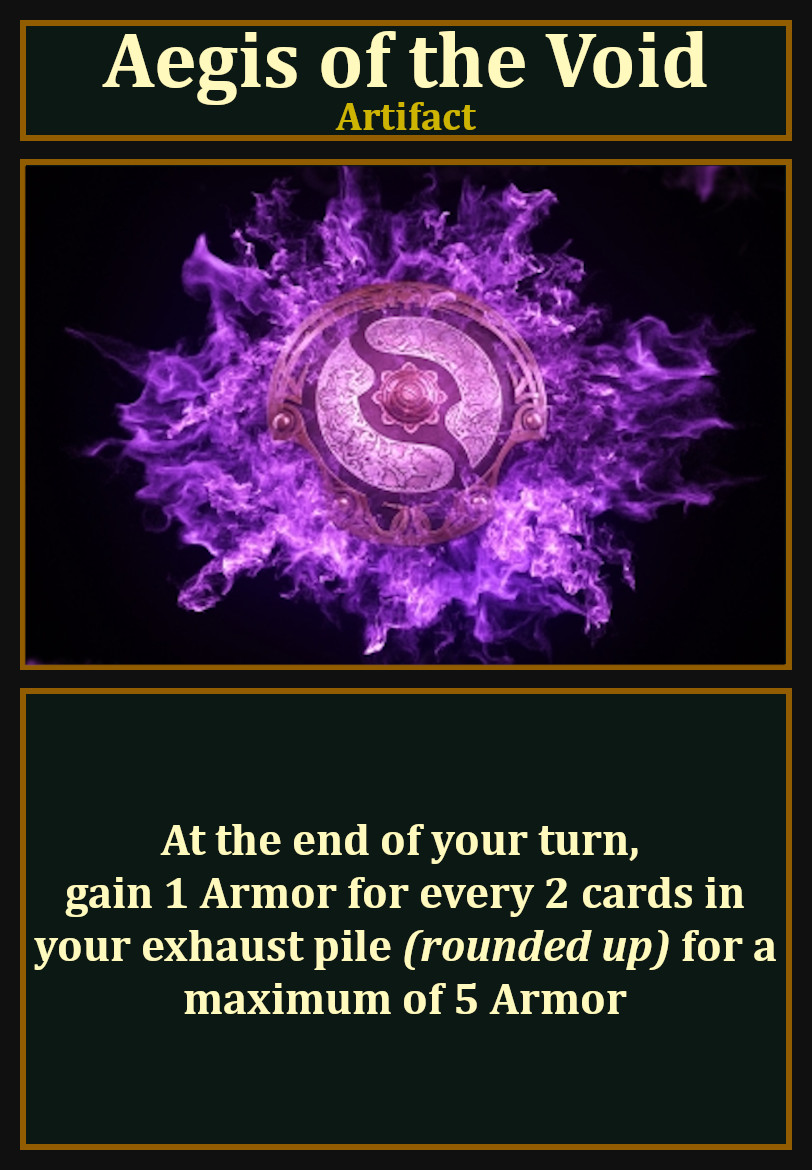 Aegis of the Void
Artifact
At the end of your turn,
gain 1 Armor for every 2 cards in
your exhaust pile (rounded up) for a
maximum of 5 Armor